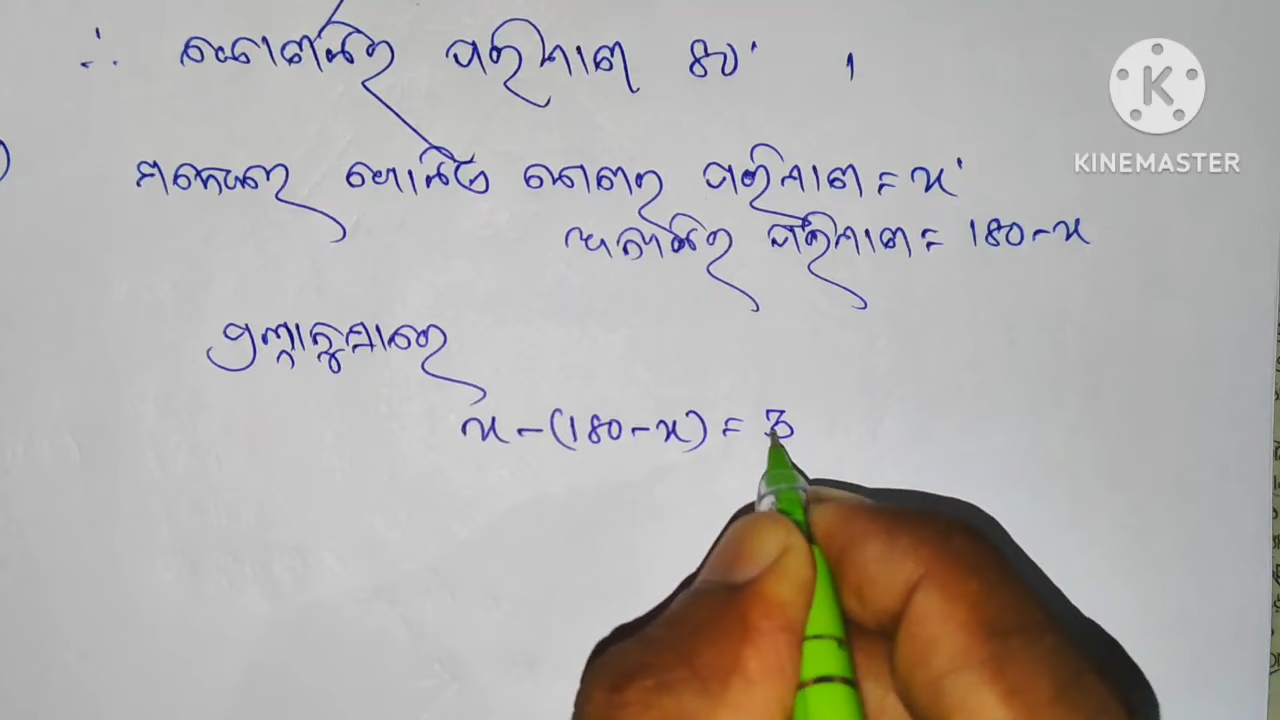 ∴ କୋଣଟିର ପରିମାଣ 80° ।
ମନେକର ଗୋଟିଏ କୋଣର ପରିମାଣ = x°
ଅନ୍ୟଟିର ପରିମାଣ = 180 - x
ପ୍ରଶ୍ନାନୁସାରେ
x - (180 - x) = 3
KINEMASTER